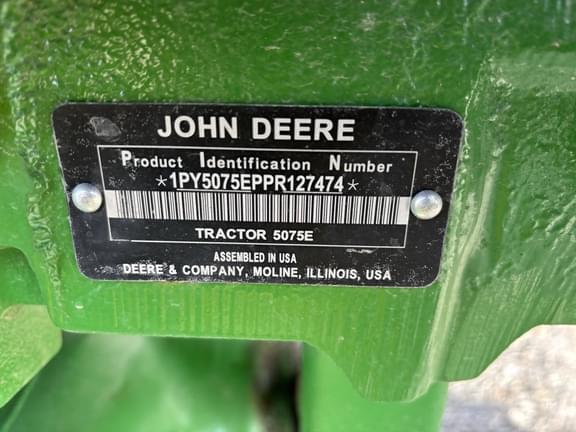 JOHN DEERE
Product Identification Number
*1PY5075EPPR127474*
TRACTOR 5075E
ASSEMBLED IN USA
DEERE & COMPANY, MOLINE, ILLINOIS, USA